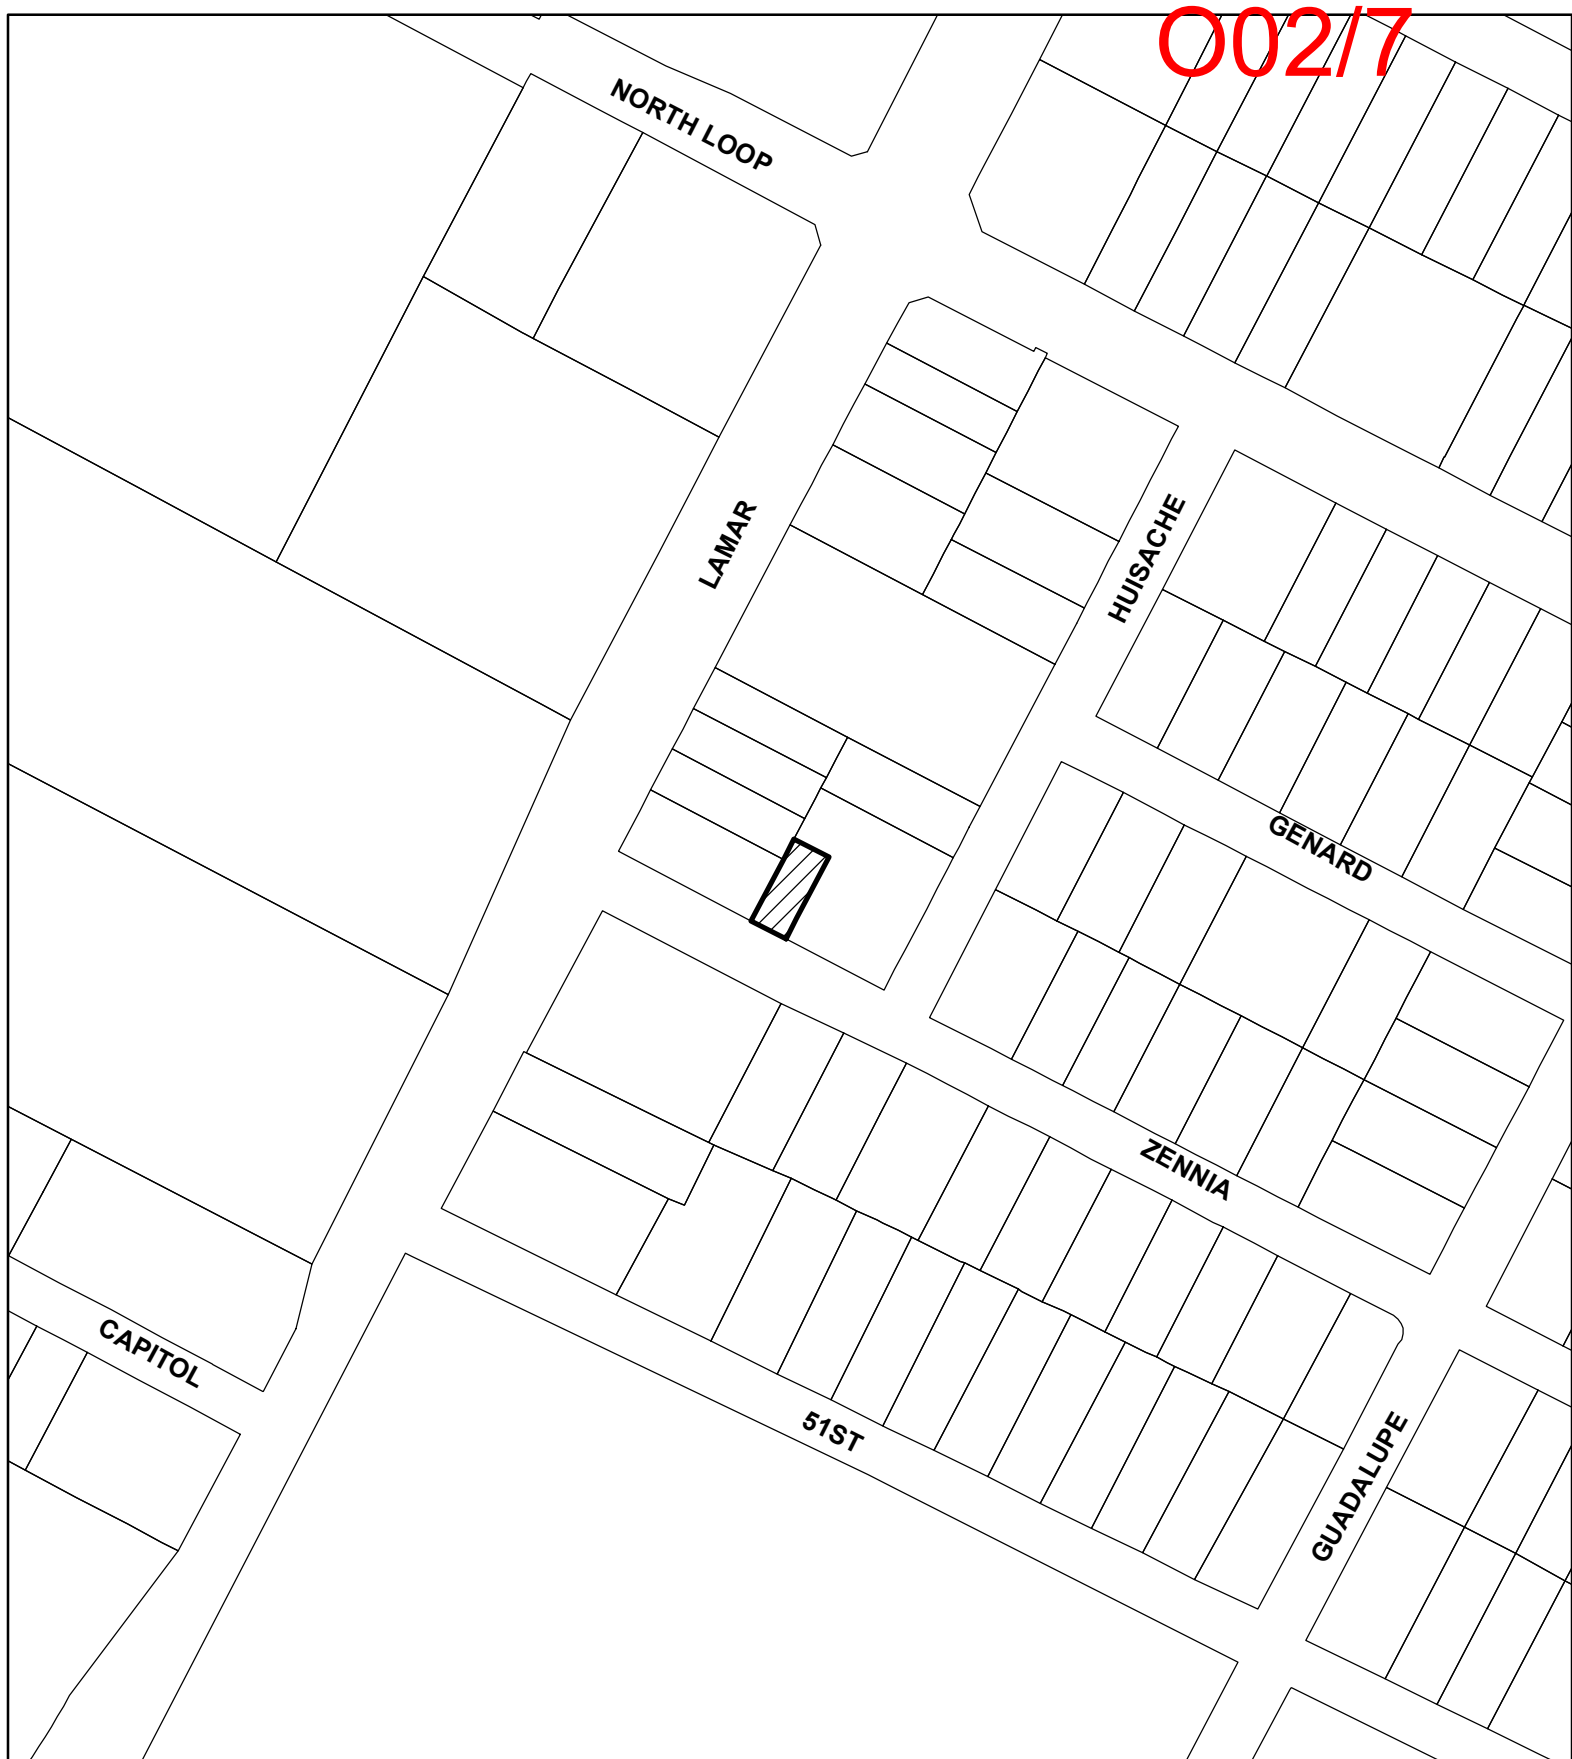 O02/7
NORTH LOOP
LAMAR
HUISACHE
GENARD
ZENNIA
CAPITOL
51ST
GUADALUPE